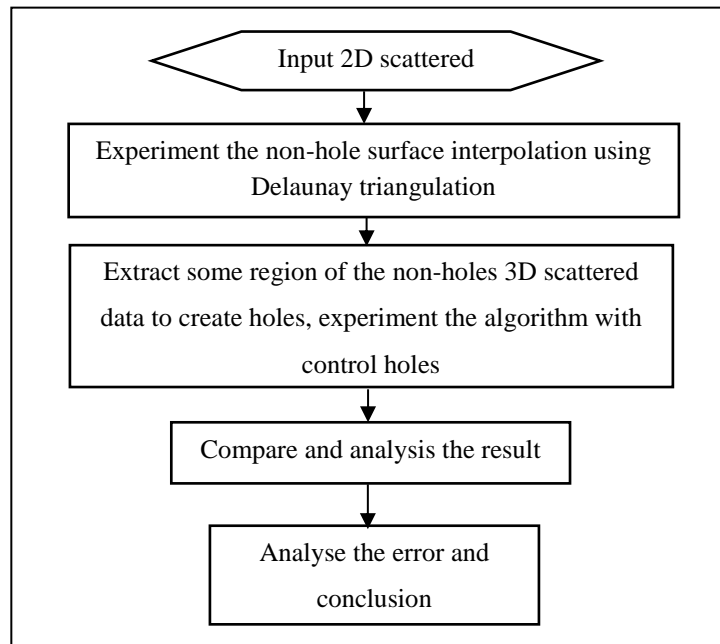 Input 2D scattered
Experiment the non-hole surface interpolation using
Delaunay triangulation
Extract some region of the non-holes 3D scattered
data to create holes, experiment the algorithm with
control holes
Compare and analysis the result
Analyse the error and
conclusion